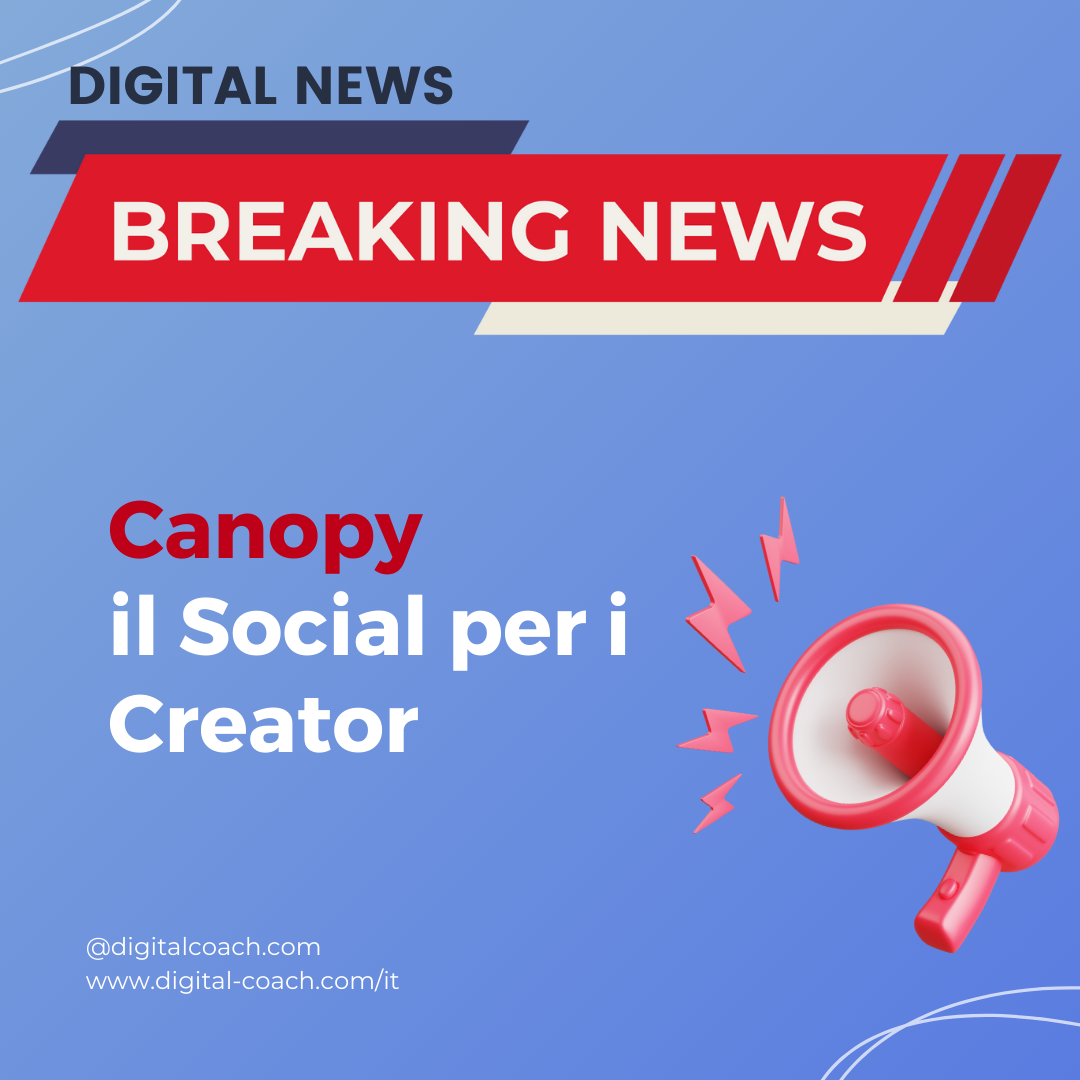 DIGITAL NEWS
BREAKING NEWS
Canopy
il Social per i
Creator
@digitalcoach.com
www.digital-coach.com/it